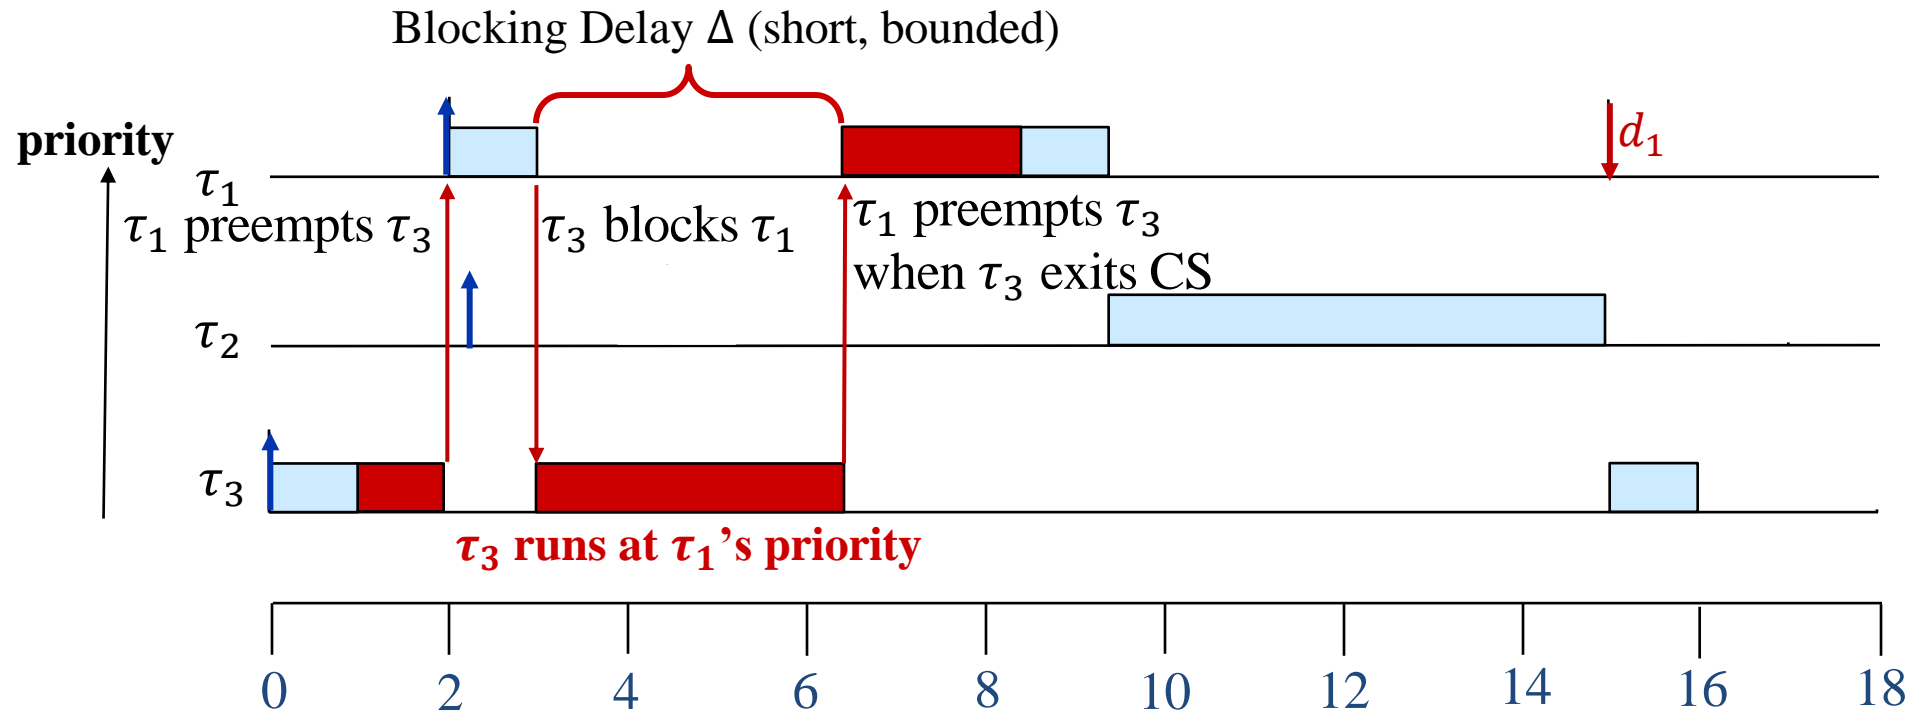 Blocking Delay Δ (short, bounded)
priority
τ₁
d₁
τ₁ preempts τ₃
τ₃ blocks τ₁
τ₁ preempts τ₃
when τ₃ exits CS
τ₂
τ₃
τ₃ runs at τ₁’s priority
0 2 4 6 8 10 12 14 16 18